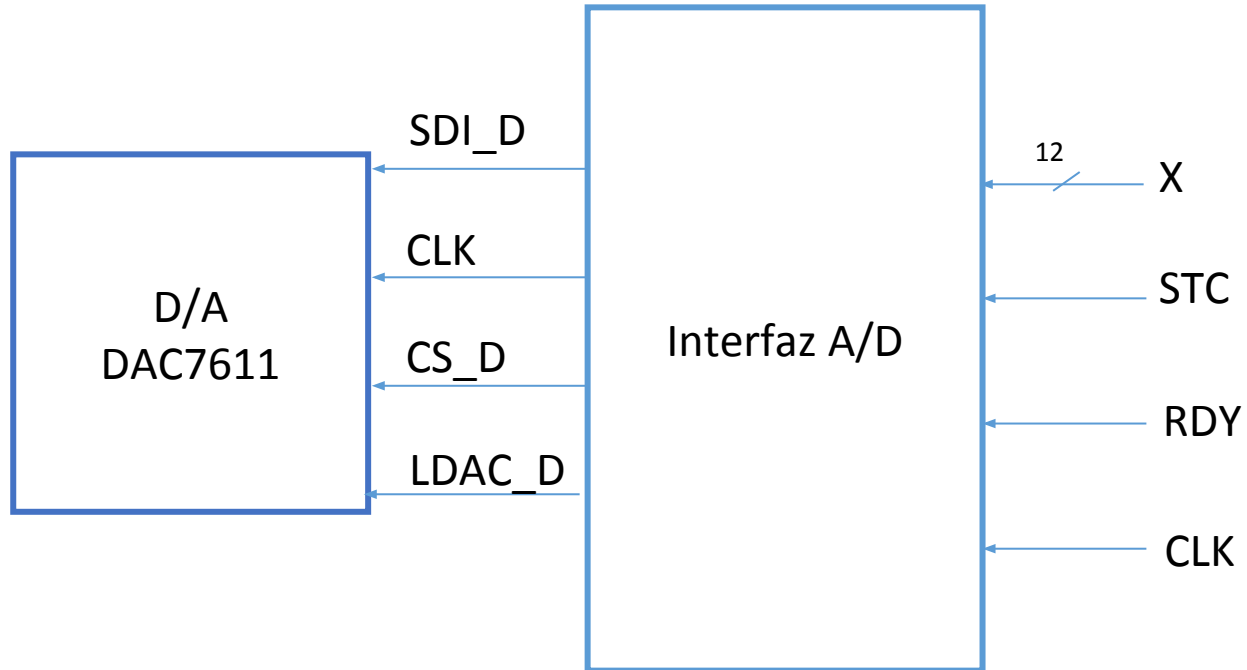 SDI_D
CLK
CS_D
LDAC_D
D/A
DAC7611
Interfaz A/D
12
X
STC
RDY
CLK